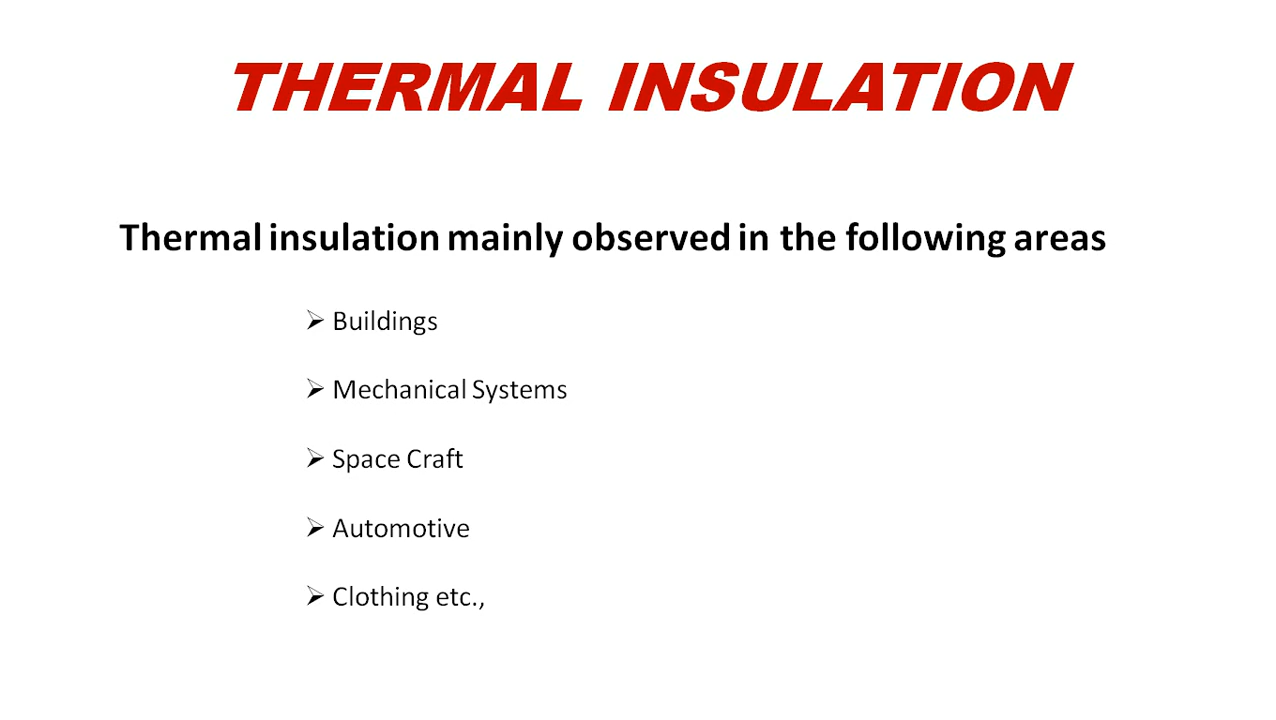 THERMAL INSULATION
Thermal insulation mainly observed in the following areas
➢ Buildings
➢ Mechanical Systems
➢ Space Craft
➢ Automotive
➢ Clothing etc.,